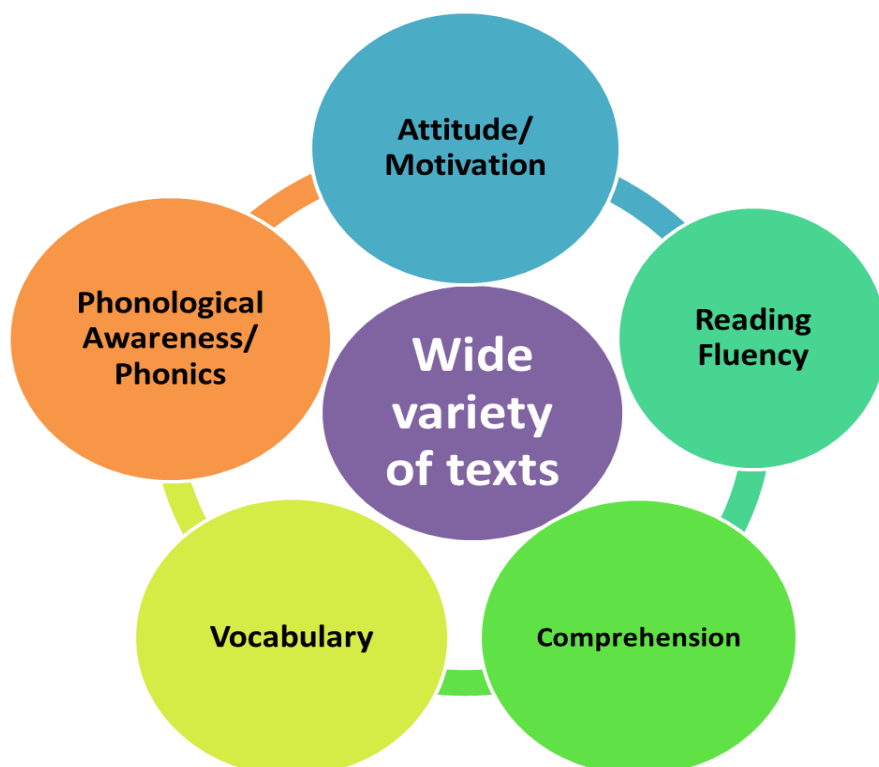 Attitude/
Motivation
Phonological
Awareness/
Phonics
Reading
Fluency
Wide
variety
of texts
Vocabulary
Comprehension